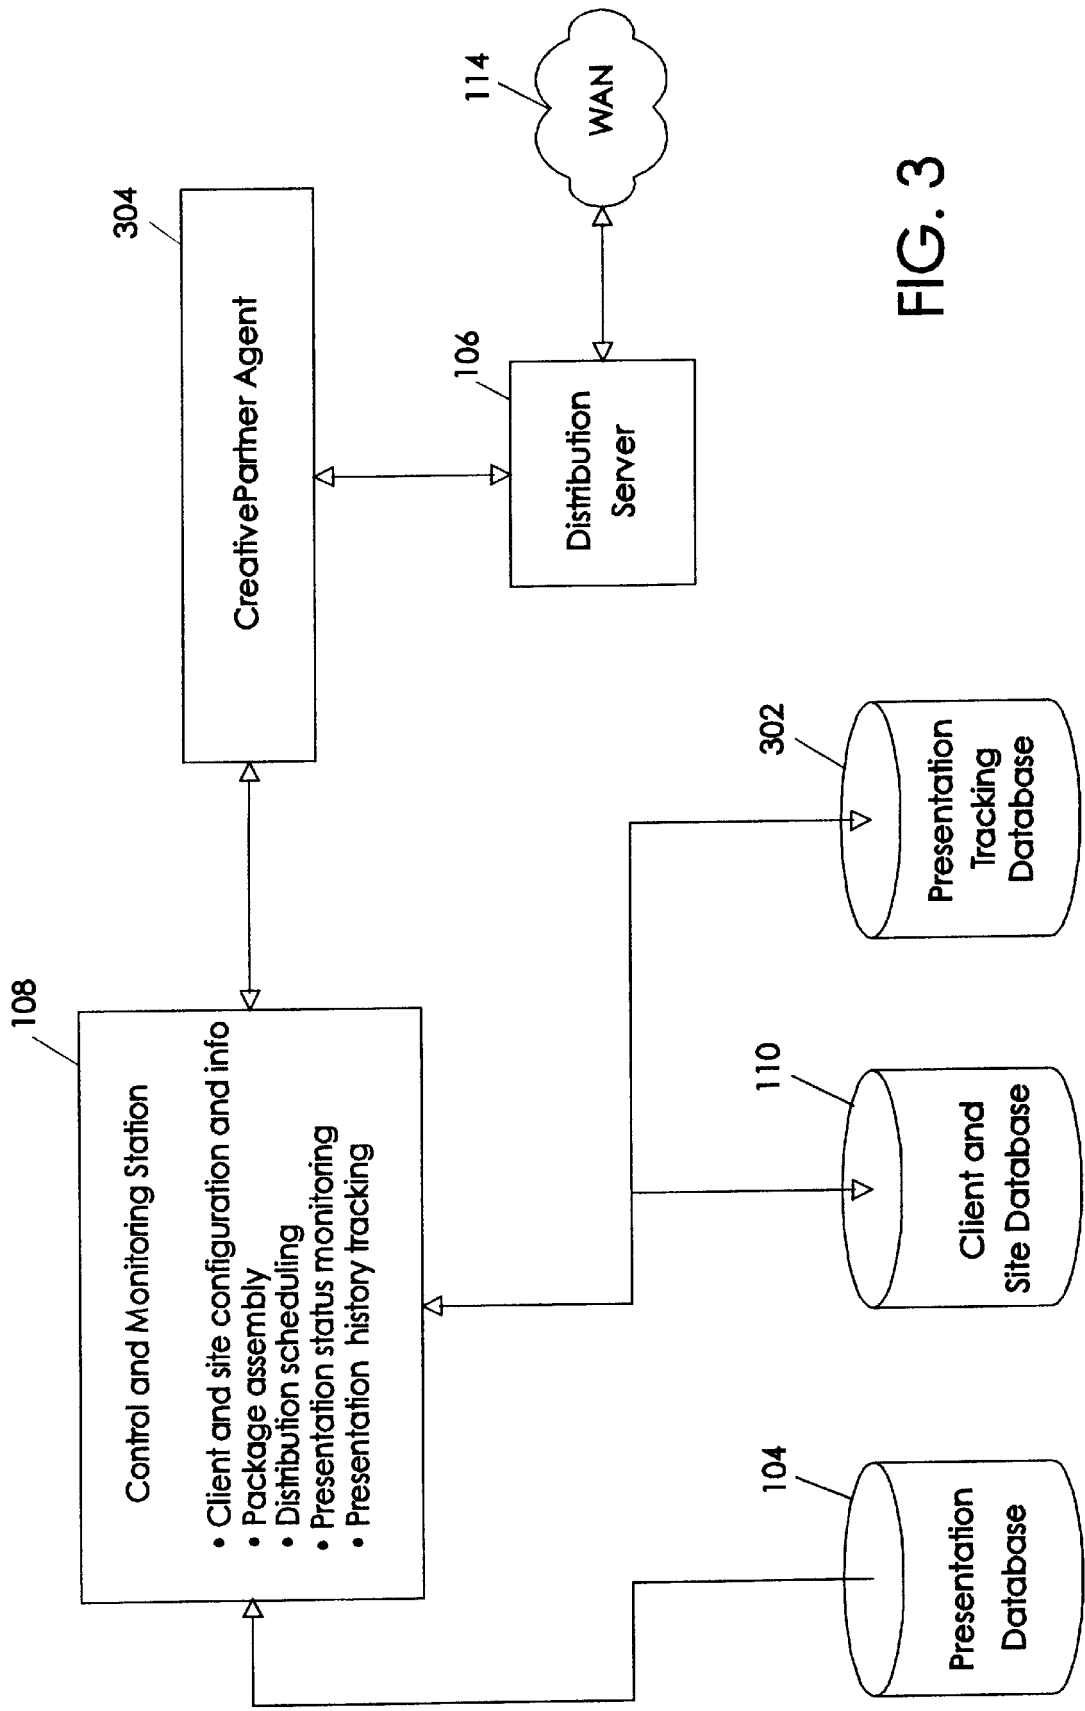 108
Control and Monitoring Station
• Client and site configuration and info
• Package assembly
• Distribution scheduling
• Presentation status monitoring
• Presentation history tracking
304
CreativePartner Agent
106
Distribution
Server
114
WAN
104
Presentation
Database
110
Client and
Site Database
302
Presentation
Tracking
Database
FIG. 3